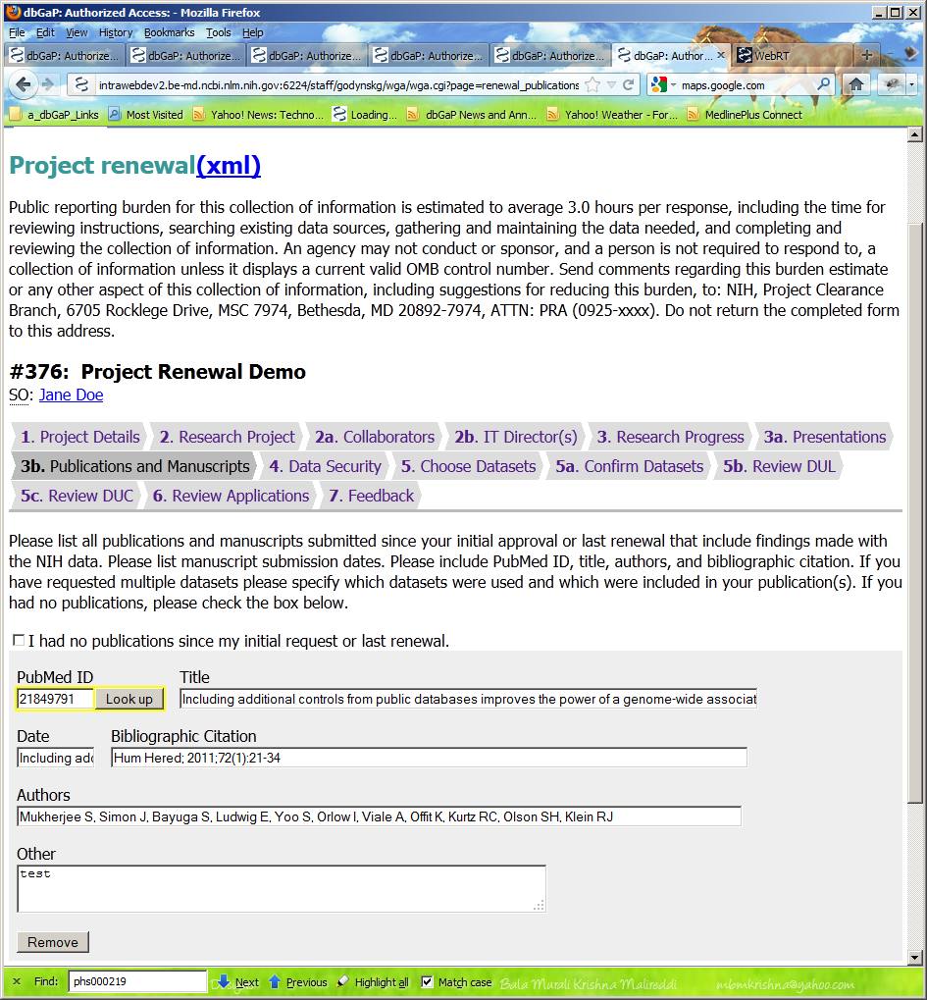 dbGaP: Authorized Access: - Mozilla Firefox
File Edit View History Bookmarks Tools Help
dbGaP: Authorize... dbGaP: Authorize... dbGaP: Authorize... dbGaP: Authorize... dbGaP: Authorize... dbGaP: Author... WebRT
intrawebdev2.be-md.ncbi.nlm.nih.gov:6224/staff/godynskg/wga/wga.cgi?page=renewal_publications maps.google.com
a_dbGaP_Links Most Visited Yahoo! News: Techno... Loading... dbGaP News and Ann... Yahoo! Weather - For... MedlinePlus Connect
Project renewal(xml)
Public reporting burden for this collection of information is estimated to average 3.0 hours per response, including the time for
reviewing instructions, searching existing data sources, gathering and maintaining the data needed, and completing and
reviewing the collection of information. An agency may not conduct or sponsor, and a person is not required to respond to, a
collection of information unless it displays a current valid OMB control number. Send comments regarding this burden estimate
or any other aspect of this collection of information, including suggestions for reducing this burden, to: NIH, Project Clearance
Branch, 6705 Rocklege Drive, MSC 7974, Bethesda, MD 20892-7974, ATTN: PRA (0925-xxxx). Do not return the completed form
to this address.
#376: Project Renewal Demo
SO: Jane Doe
1. Project Details 2. Research Project 2a. Collaborators 2b. IT Director(s) 3. Research Progress 3a. Presentations
3b. Publications and Manuscripts 4. Data Security 5. Choose Datasets 5a. Confirm Datasets 5b. Review DUL
5c. Review DUC 6. Review Applications 7. Feedback
Please list all publications and manuscripts submitted since your initial approval or last renewal that include findings made with
the NIH data. Please list manuscript submission dates. Please include PubMed ID, title, authors, and bibliographic citation. If you
have requested multiple datasets please specify which datasets were used and which were included in your publication(s). If you
had no publications, please check the box below.
I had no publications since my initial request or last renewal.
PubMed ID Title
21849791 Look up Including additional controls from public databases improves the power of a genome-wide associat
Date Bibliographic Citation
Including add Hum Hered; 2011;72(1):21-34
Authors
Mukherjee S, Simon J, Bayuga S, Ludwig E, Yoo S, Orlow I, Viale A, Offit K, Kurtz RC, Olson SH, Klein RJ
Other
test
Remove
Find: phs000219 Next Previous Highlight all Match case Bala Murali Krishna Malireddi mbmkrishna@yahoo.com